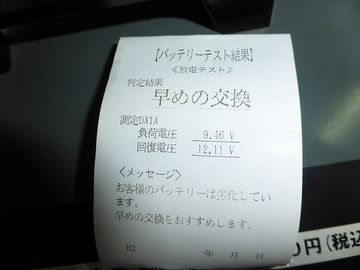 【バッテリーテスト結果】
《放電テスト》
判定結果
早めの交換
測定DATA
負荷電圧 9.46 V
回復電圧 12.11 V
<メッセージ>
お客様のバッテリーは劣化してい
ます。
早めの交換をおすすめします。
B2 年 月 日
0円(税込